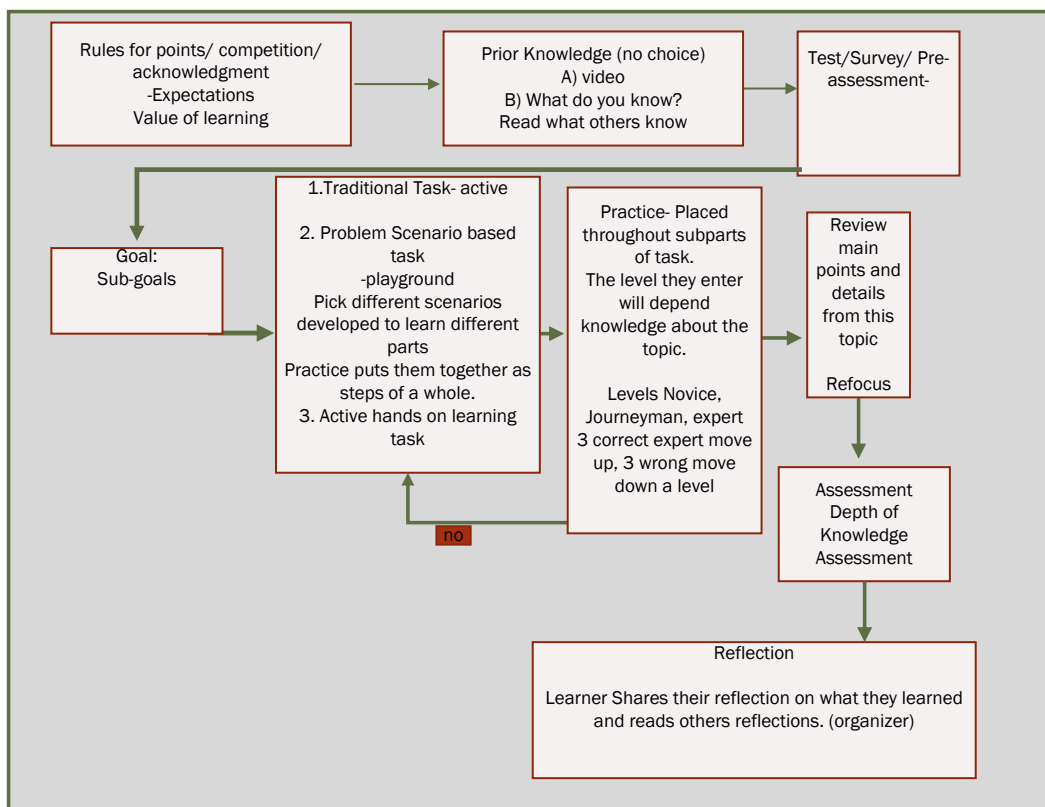 Rules for points/ competition/
acknowledgment
-Expectations
Value of learning
Prior Knowledge (no choice)
A) video
B) What do you know?
Read what others know
Test/Survey/ Pre-
assessment-
Goal:
Sub-goals
1.Traditional Task- active
2. Problem Scenario based
task
-playground
Pick different scenarios
developed to learn different
parts
Practice puts them together as
steps of a whole.
3. Active hands on learning
task
Practice- Placed
throughout subparts
of task.
The level they enter
will depend
knowledge about the
topic.
Levels Novice,
Journeyman, expert
3 correct expert move
up, 3 wrong move
down a level
no
Review
main
points and
details
from this
topic
Refocus
Assessment
Depth of
Knowledge
Assessment
Reflection
Learner Shares their reflection on what they learned
and reads others reflections. (organizer)